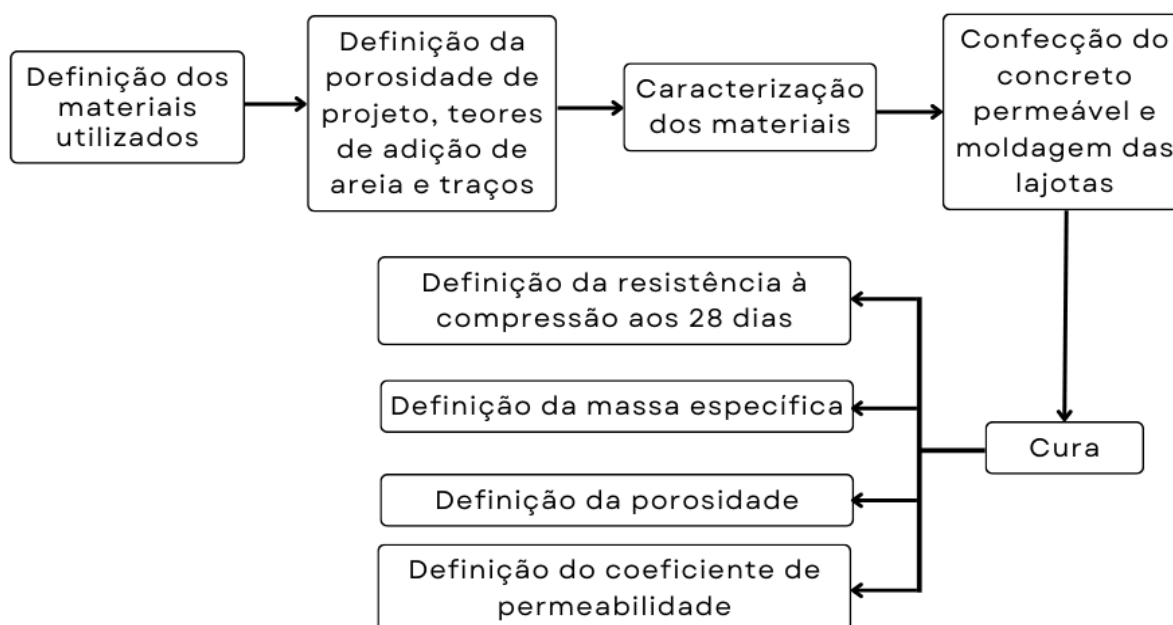 Definição dos
materiais
utilizados
Definição da
porosidade de
projeto, teores
de adição de
areia e traços
Caracterização
dos materiais
Confecção do
concreto
permeável e
moldagem das
lajotas
Cura
Definição da resistência à
compressão aos 28 dias
Definição da massa específica
Definição da porosidade
Definição do coeficiente de
permeabilidade